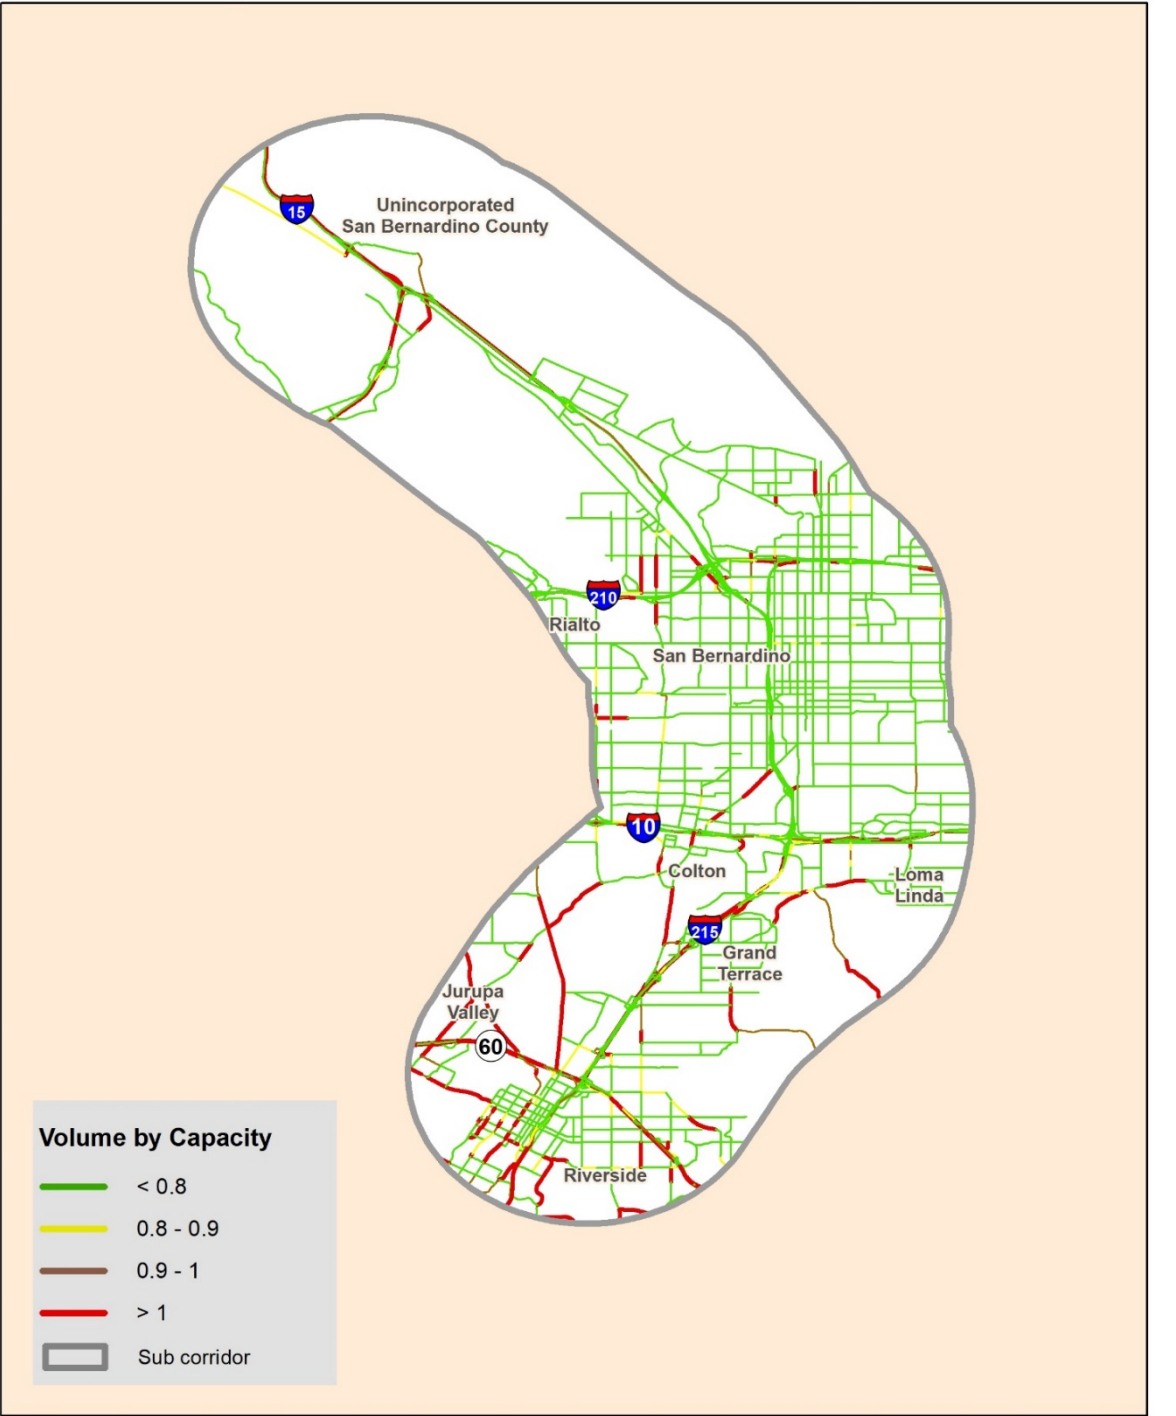 15
Unincorporated
San Bernardino County
210
Rialto
San Bernardino
10
Colton
Loma
Linda
215
Grand
Terrace
Jurupa
Valley
60
Riverside
Volume by Capacity
< 0.8
0.8 - 0.9
0.9 - 1
> 1
Sub corridor